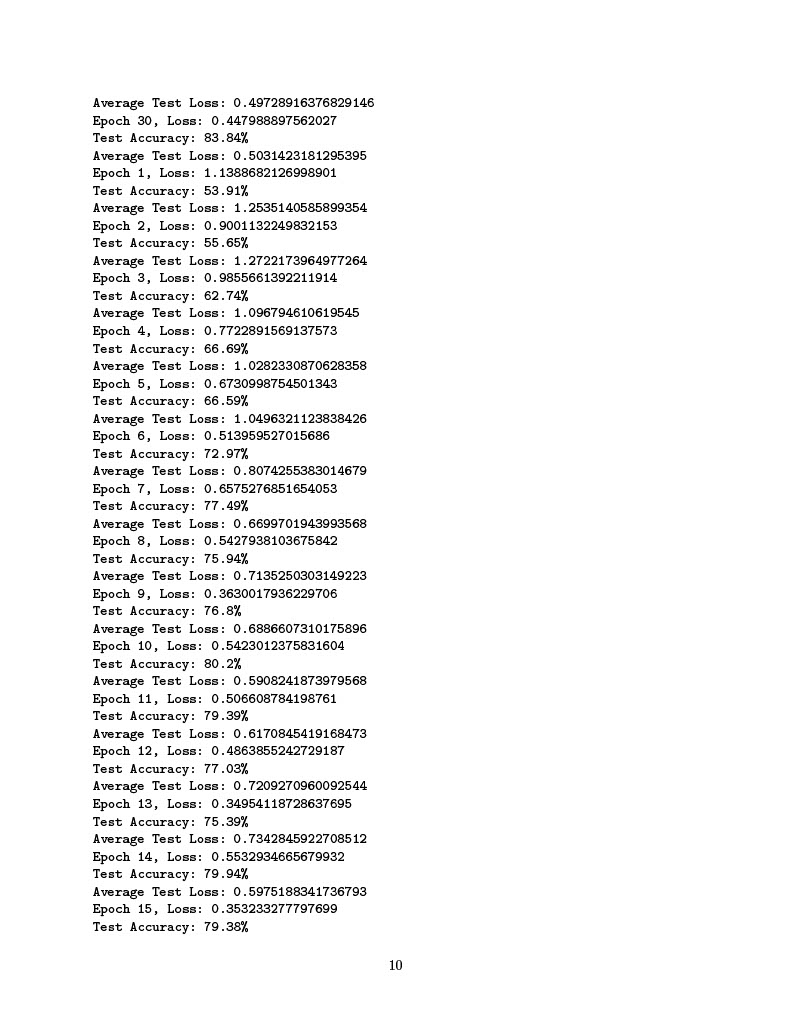 Average Test Loss: 0.49728916376829146
Epoch 30, Loss: 0.447988897562027
Test Accuracy: 83.84%
Average Test Loss: 0.5031423181295395
Epoch 1, Loss: 1.1388682126998901
Test Accuracy: 53.91%
Average Test Loss: 1.2535140585899354
Epoch 2, Loss: 0.9001132249832153
Test Accuracy: 55.65%
Average Test Loss: 1.2722173964977264
Epoch 3, Loss: 0.9855661392211914
Test Accuracy: 62.74%
Average Test Loss: 1.096794610619545
Epoch 4, Loss: 0.7722891569137573
Test Accuracy: 66.69%
Average Test Loss: 1.0282330870628358
Epoch 5, Loss: 0.6730998754501343
Test Accuracy: 66.59%
Average Test Loss: 1.0496321123838426
Epoch 6, Loss: 0.513959527015686
Test Accuracy: 72.97%
Average Test Loss: 0.8074255383014679
Epoch 7, Loss: 0.6575276851654053
Test Accuracy: 77.49%
Average Test Loss: 0.6699701943993568
Epoch 8, Loss: 0.5427938103675842
Test Accuracy: 75.94%
Average Test Loss: 0.7135250303149223
Epoch 9, Loss: 0.3630017936229706
Test Accuracy: 76.8%
Average Test Loss: 0.6886607310175896
Epoch 10, Loss: 0.5423012375831604
Test Accuracy: 80.2%
Average Test Loss: 0.5908241873979568
Epoch 11, Loss: 0.506608784198761
Test Accuracy: 79.39%
Average Test Loss: 0.6170845419168473
Epoch 12, Loss: 0.4863855242729187
Test Accuracy: 77.03%
Average Test Loss: 0.7209270960092544
Epoch 13, Loss: 0.34954118728637695
Test Accuracy: 75.39%
Average Test Loss: 0.7342845922708512
Epoch 14, Loss: 0.5532934665679932
Test Accuracy: 79.94%
Average Test Loss: 0.5975188341736793
Epoch 15, Loss: 0.353233277797699
Test Accuracy: 79.38%
10